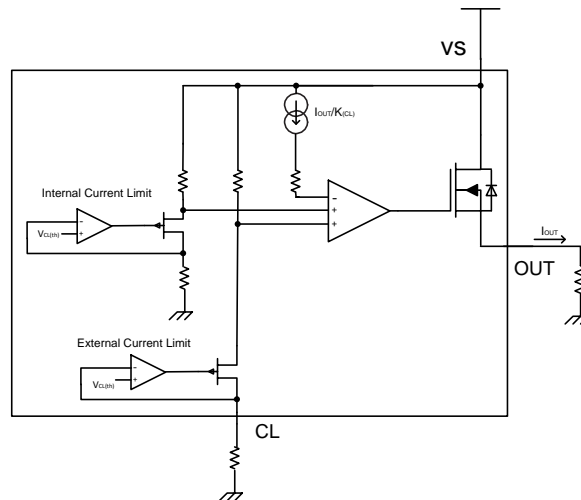 VS
IOUT/K(CL)
Internal Current Limit
-
+
VCL(th)
-
+
+
IOUT
OUT
External Current Limit
-
+
VCL(th)
CL